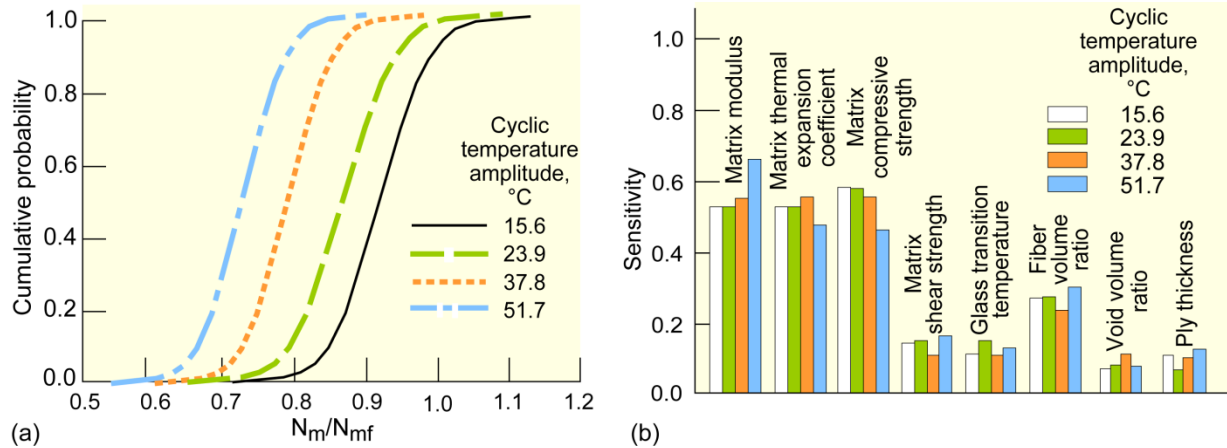 Cumulative probability
1.0
0.8
0.6
0.4
0.2
0.0
0.5
0.6
0.7
0.8
0.9
1.0
1.1
1.2
Nm/Nmf
Cyclic
temperature
amplitude,
°C
15.6
23.9
37.8
51.7
(a)
Sensitivity
1.0
0.8
0.6
0.4
0.2
0.0
Matrix modulus
Matrix thermal
expansion
coefficient
Matrix
compressive
strength
Matrix
shear strength
Glass transition
temperature
Fiber
volume
ratio
Void volume
ratio
Ply thickness
Cyclic
temperature
amplitude,
°C
15.6
23.9
37.8
51.7
(b)